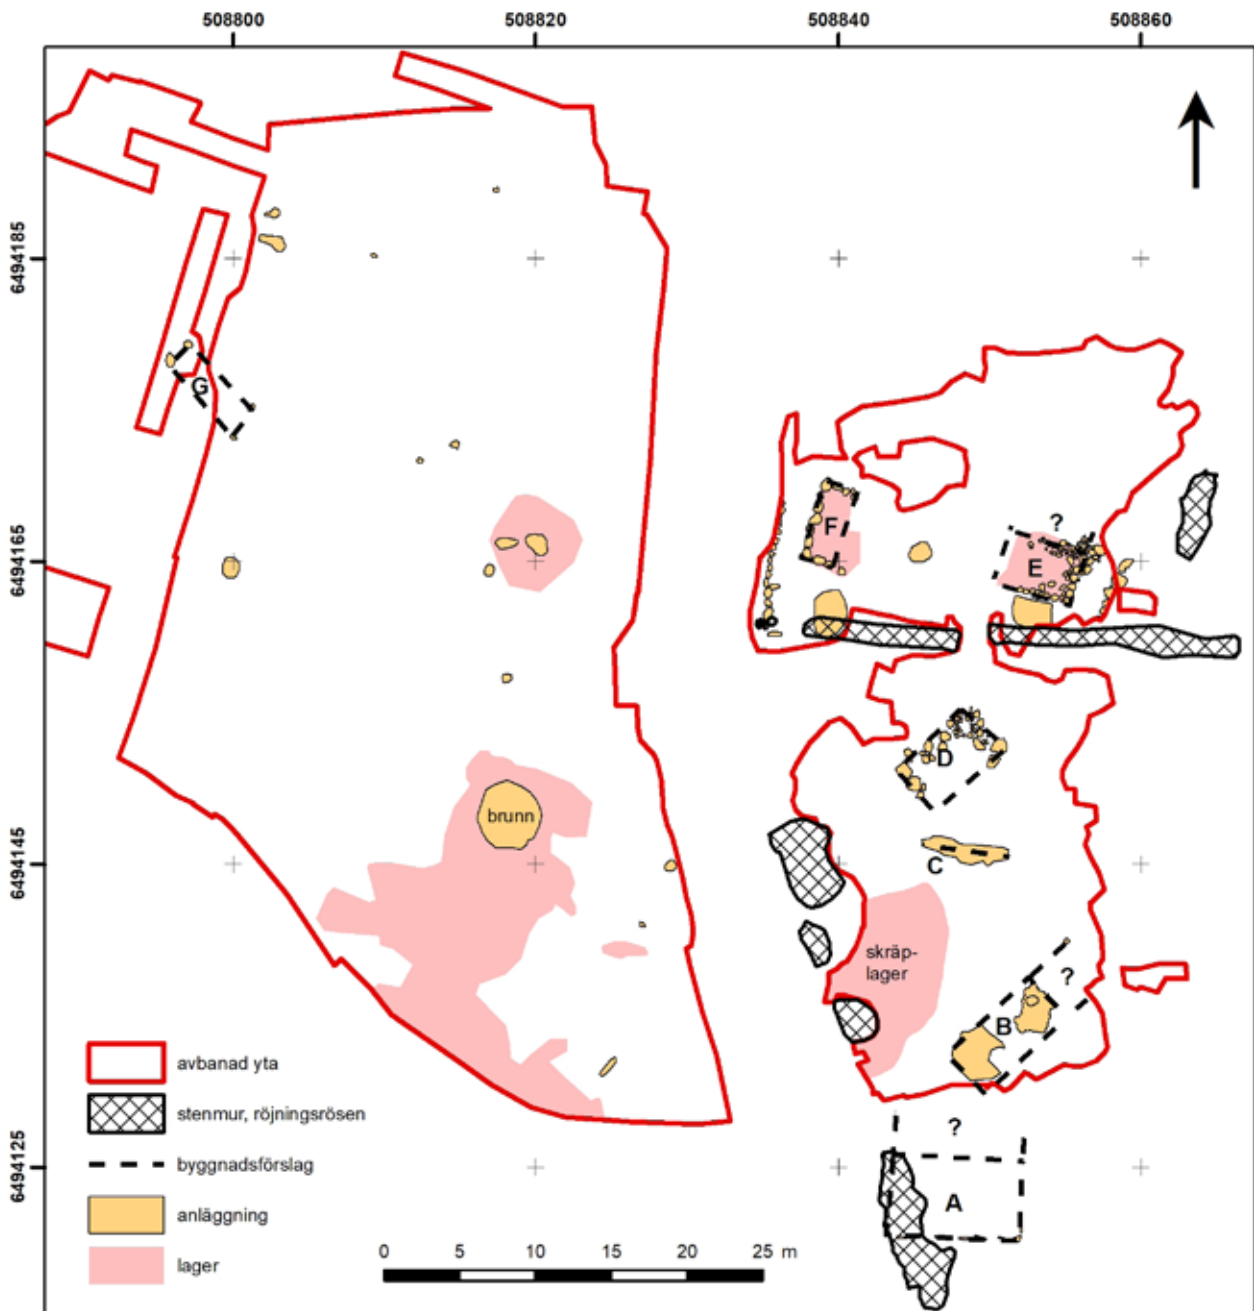 508800 508820 508840 508860
6494185
G
F
?
E
6494165
D
brunn
6494145
C
skräp-
lager
?
B
avbanad yta
stenmur, röjningsrösen
?
6494125
byggnadsförslag
A
anläggning
0 5 10 15 20 25 m
lager